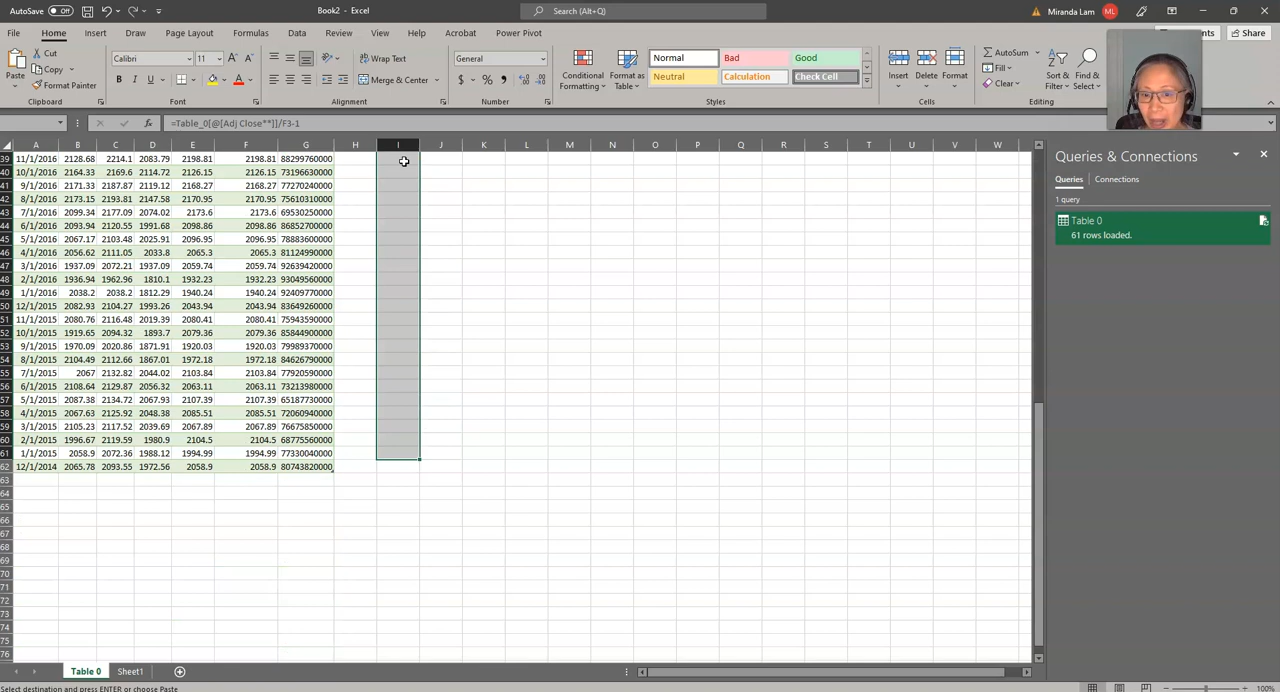 AutoSave Off Book2 - Excel Search (Alt+Q) Miranda Lam ML
File Home Insert Draw Page Layout Formulas Data Review View Help Acrobat Power Pivot Share
Cut
Copy
Format Painter
Paste
Calibri 11
B I U
Wrap Text
Merge & Center
General
$ % 9
Conditional Formatting Format as Table
Normal Bad Good
Neutral Calculation Check Cell
Insert Delete Format
AutoSum
Fill
Clear
Sort & Filter Find & Select
Clipboard Font Alignment Number Styles Cells Editing
fx =Table_0[@[Adj Close**]]/F3-1
A B C D E F G H I J K L M N O P Q R S T U V W
39 11/1/2016 2128.68 2214.1 2083.79 2198.81 2198.81 88299760000
40 10/1/2016 2164.33 2169.6 2114.72 2126.15 2126.15 73196630000
41 9/1/2016 2171.33 2187.87 2119.12 2168.27 2168.27 77270240000
42 8/1/2016 2173.15 2193.81 2147.58 2170.95 2170.95 75610310000
43 7/1/2016 2099.34 2177.09 2074.02 2173.6 2173.6 69530250000
44 6/1/2016 2093.94 2120.55 1991.68 2098.86 2098.86 86852700000
45 5/1/2016 2067.17 2103.48 2025.91 2096.95 2096.95 78883600000
46 4/1/2016 2056.62 2111.05 2033.8 2065.3 2065.3 81124990000
47 3/1/2016 1937.09 2072.21 1937.09 2059.74 2059.74 92639420000
48 2/1/2016 1936.94 1962.96 1810.1 1932.23 1932.23 93049560000
49 1/1/2016 2038.2 2038.2 1812.29 1940.24 1940.24 92409770000
50 12/1/2015 2082.93 2104.27 1993.26 2043.94 2043.94 83649260000
51 11/1/2015 2080.76 2116.48 2019.39 2080.41 2080.41 75943590000
52 10/1/2015 1919.65 2094.32 1893.7 2079.36 2079.36 85844900000
53 9/1/2015 1970.09 2020.86 1871.91 1920.03 1920.03 79989370000
54 8/1/2015 2104.49 2112.66 1867.01 1972.18 1972.18 84626790000
55 7/1/2015 2067 2132.82 2044.02 2103.84 2103.84 77920590000
56 6/1/2015 2108.64 2129.87 2056.32 2063.11 2063.11 73213980000
57 5/1/2015 2087.38 2134.72 2067.93 2107.39 2107.39 65187730000
58 4/1/2015 2067.63 2125.92 2048.38 2085.51 2085.51 72060940000
59 3/1/2015 2105.23 2117.52 2039.69 2067.89 2067.89 76675850000
60 2/1/2015 1996.67 2119.59 1980.9 2104.5 2104.5 68775560000
61 1/1/2015 2058.9 2072.36 1988.12 1994.99 1994.99 77330040000
62 12/1/2014 2065.78 2093.55 1972.56 2058.9 2058.9 80743820000
63
64
65
66
67
68
69
70
71
72
73
74
75
76
Queries & Connections
Queries Connections
1 query
Table 0
61 rows loaded.
Table 0 Sheet1
Select destination and press ENTER or choose Paste
100%